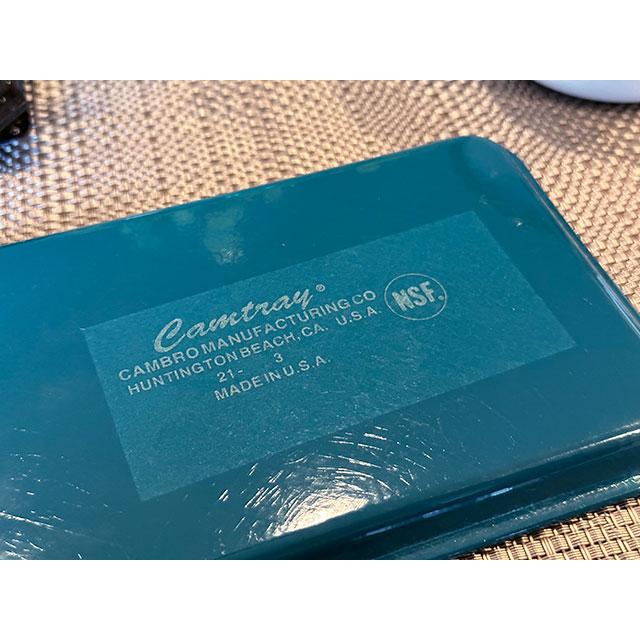 Camtray®
CAMBRO MANUFACTURING CO
HUNTINGTON BEACH, CA. U.S.A.
21- 3
MADE IN U.S.A.
NSF.